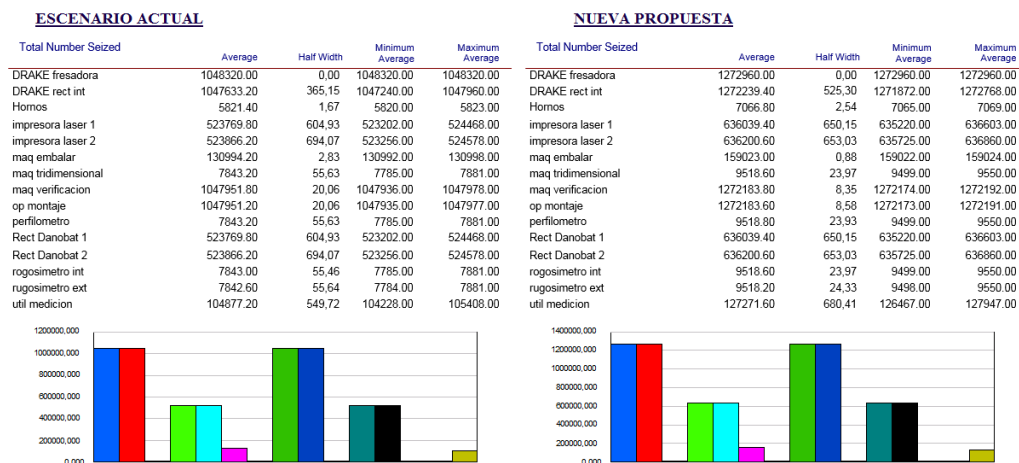 ESCENARIO ACTUAL
Total Number Seized Average Half Width Minimum Average Maximum Average
DRAKE fresadora 1048320.00 0,00 1048320.00 1048320.00
DRAKE rect int 1047633.20 365,15 1047240.00 1047960.00
Hornos 5821.40 1,67 5820.00 5823.00
impresora laser 1 523769.80 604,93 523202.00 524468.00
impresora laser 2 523866.20 694,07 523256.00 524578.00
maq embalar 130994.20 2,83 130992.00 130998.00
maq tridimensional 7843.20 55,63 7785.00 7881.00
maq verificacion 1047951.80 20,06 1047936.00 1047978.00
op montaje 1047951.20 20,06 1047935.00 1047977.00
perfilometro 7843.20 55,63 7785.00 7881.00
Rect Danobat 1 523769.80 604,93 523202.00 524468.00
Rect Danobat 2 523866.20 694,07 523256.00 524578.00
rogosimetro int 7843.00 55,46 7785.00 7881.00
rugosimetro ext 7842.60 55,64 7784.00 7881.00
util medicion 104877.20 549,72 104228.00 105408.00
1200000,000
1000000,000
800000,000
600000,000
400000,000
200000,000
0,000
NUEVA PROPUESTA
Total Number Seized Average Half Width Minimum Average Maximum Average
DRAKE fresadora 1272960.00 0,00 1272960.00 1272960.00
DRAKE rect int 1272239.40 525,30 1271872.00 1272768.00
Hornos 7066.80 2,54 7065.00 7069.00
impresora laser 1 636039.40 650,15 635220.00 636603.00
impresora laser 2 636200.60 653,03 635725.00 636860.00
maq embalar 159023.00 0,88 159022.00 159024.00
maq tridimensional 9518.60 23,97 9499.00 9550.00
maq verificacion 1272183.80 8,35 1272174.00 1272192.00
op montaje 1272183.60 8,58 1272173.00 1272191.00
perfilometro 9518.80 23,93 9499.00 9550.00
Rect Danobat 1 636039.40 650,15 635220.00 636603.00
Rect Danobat 2 636200.60 653,03 635725.00 636860.00
rogosimetro int 9518.60 23,97 9499.00 9550.00
rugosimetro ext 9518.20 24,33 9498.00 9550.00
util medicion 127271.60 680,41 126467.00 127947.00
1400000,000
1200000,000
1000000,000
800000,000
600000,000
400000,000
200000,000
0,000